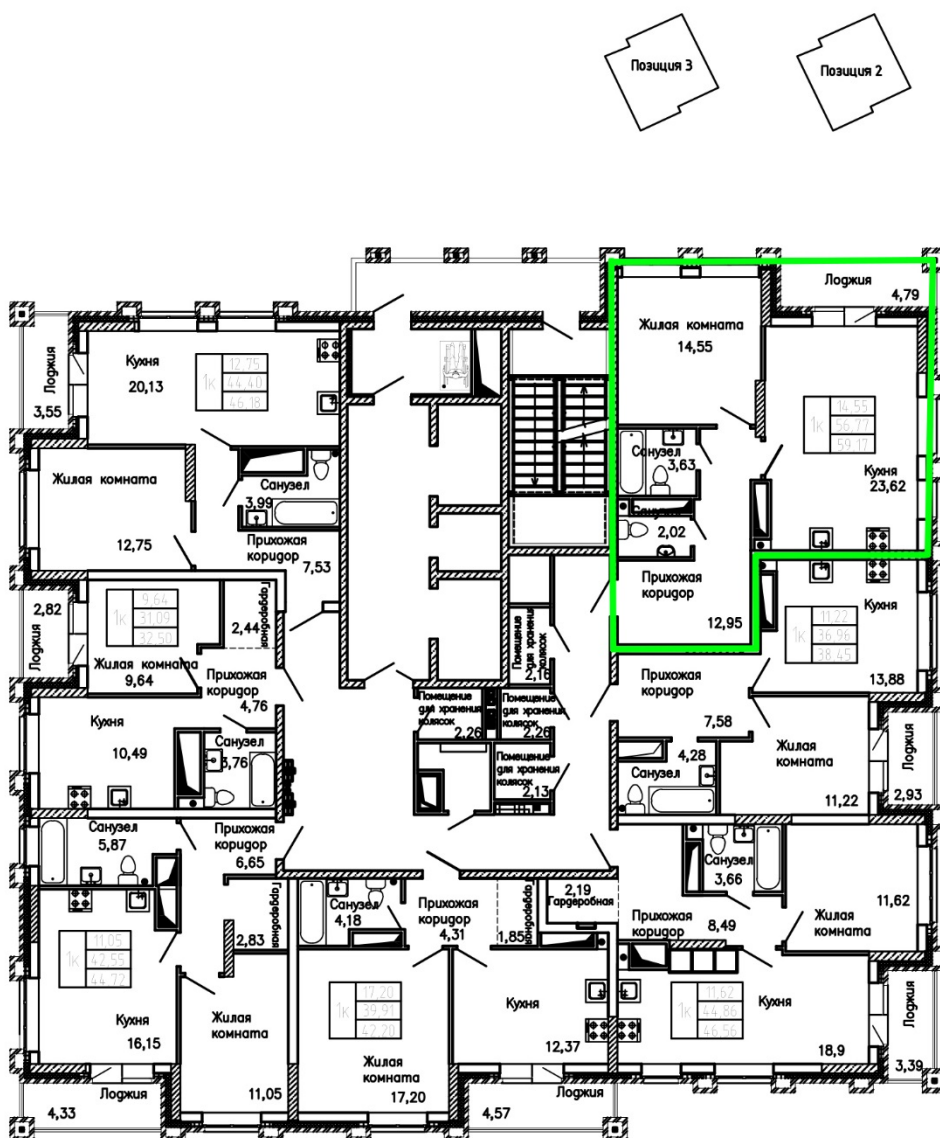 Позиция 3
Позиция 2
Лоджия
4,79
Жилая комната
14,55
1к
14.55
56.77
59.17
Кухня
23,62
Санузел
3,63
Санузел
2,02
Прихожая
коридор
12,95
Лоджия
3,55
Кухня
20,13
1к
12.75
44.40
46.18
Жилая комната
12,75
Санузел
3,99
Прихожая
коридор
7,53
2,82
Лоджия
1к
9.64
31.09
32.50
Жилая комната
9,64
Гардеробная
2,44
Прихожая
коридор
4,76
Кухня
10,49
Санузел
3,76
Помещение
для хранения
колясок
2,16
Помещение
для хранения
колясок
2,26
Помещение
для хранения
колясок
2,26
Помещение
для хранения
колясок
2,13
1к
11.22
36.96
38.45
Кухня
13,88
Прихожая
коридор
7,58
4,28
Санузел
Жилая
комната
11,22
Лоджия
2,93
Санузел
5,87
Прихожая
коридор
6,65
Гардеробная
2,83
1к
11.05
42.55
44.72
Кухня
16,15
Жилая
комната
11,05
4,33
Лоджия
Санузел
4,18
Прихожая
коридор
4,31
Гардеробная
1,85
1к
17.20
39.91
42.20
Жилая
комната
17,20
Кухня
12,37
4,57
Лоджия
2,19
Гардеробная
Санузел
3,66
Прихожая
коридор
8,49
Жилая
комната
11,62
1к
11.62
44.86
46.56
Кухня
18,9
Лоджия
3,39